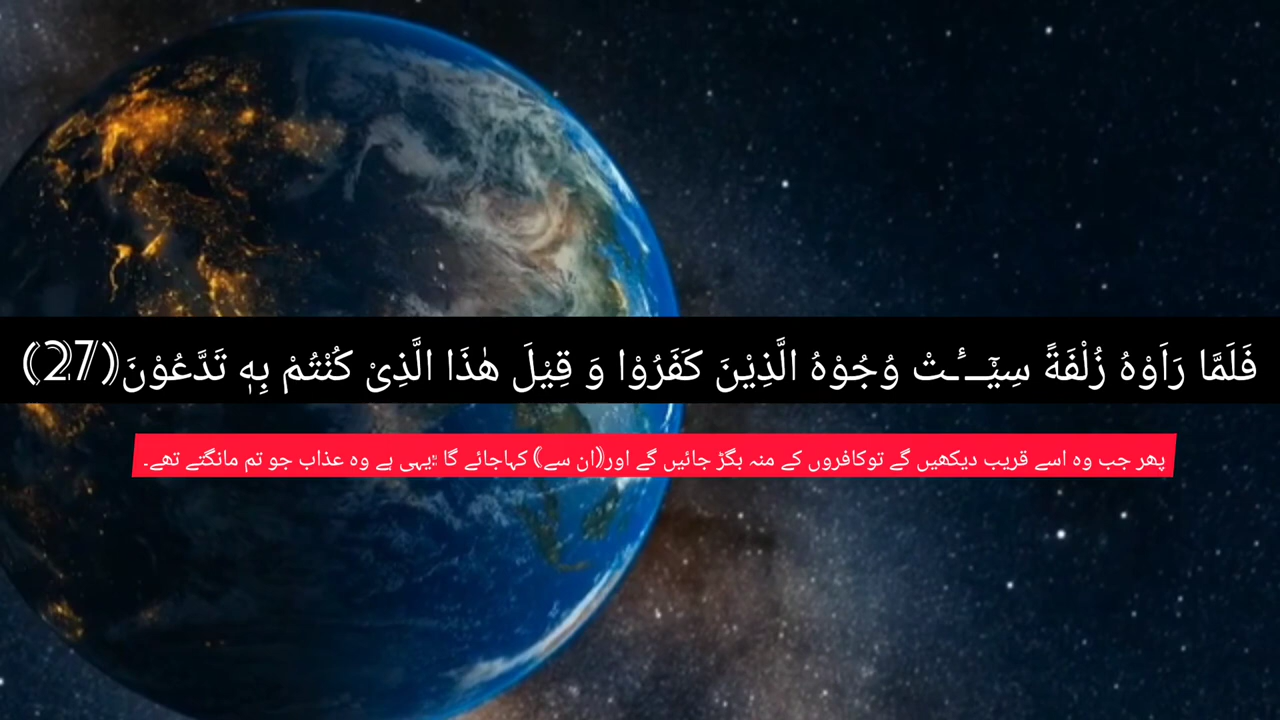 فَلَمَّا رَاَوْهُ زُلْفَةً سِیْٓــٴَـتْ وُجُوْهُ الَّذِیْنَ كَفَرُوْا وَ قِیْلَ هٰذَا الَّذِیْ كُنْتُمْ بِهٖ تَدَّعُوْنَ(27)
پھر جب وہ اسے قریب دیکھیں گے توکافروں کے منہ بگڑ جائیں گے اور(ان سے) کہاجائے گا :یہی ہے وہ عذاب جو تم مانگتے تھے۔